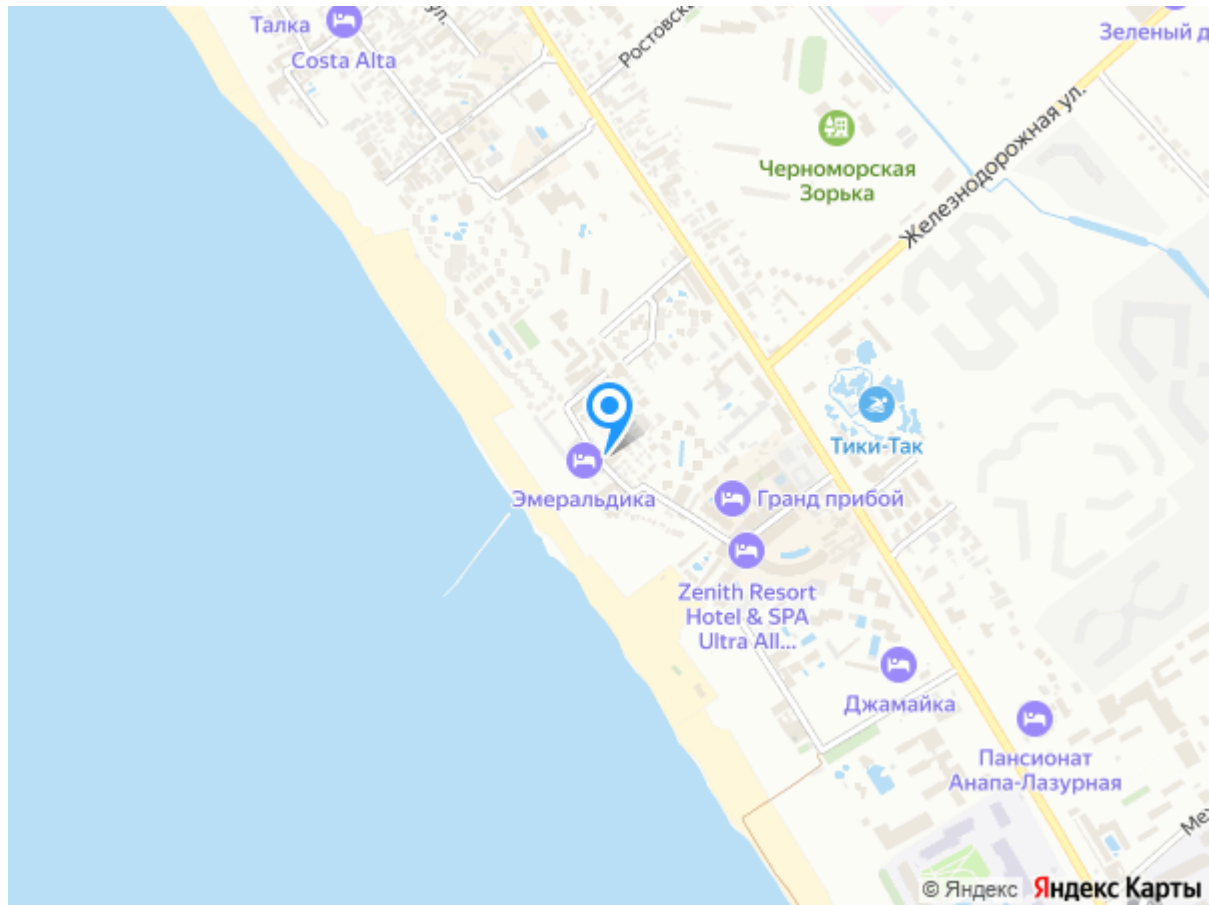 Талка
Costa Alta
ул.
Зеленый д
Железнодорожная ул.
Черноморская
Зорька
Тики-Так
Эмеральдика
Гранд прибой
Zenith Resort
Hotel & SPA
Ultra All...
Джамайка
Пансионат
Анапа-Лазурная
© Яндекс Яндекс Карты